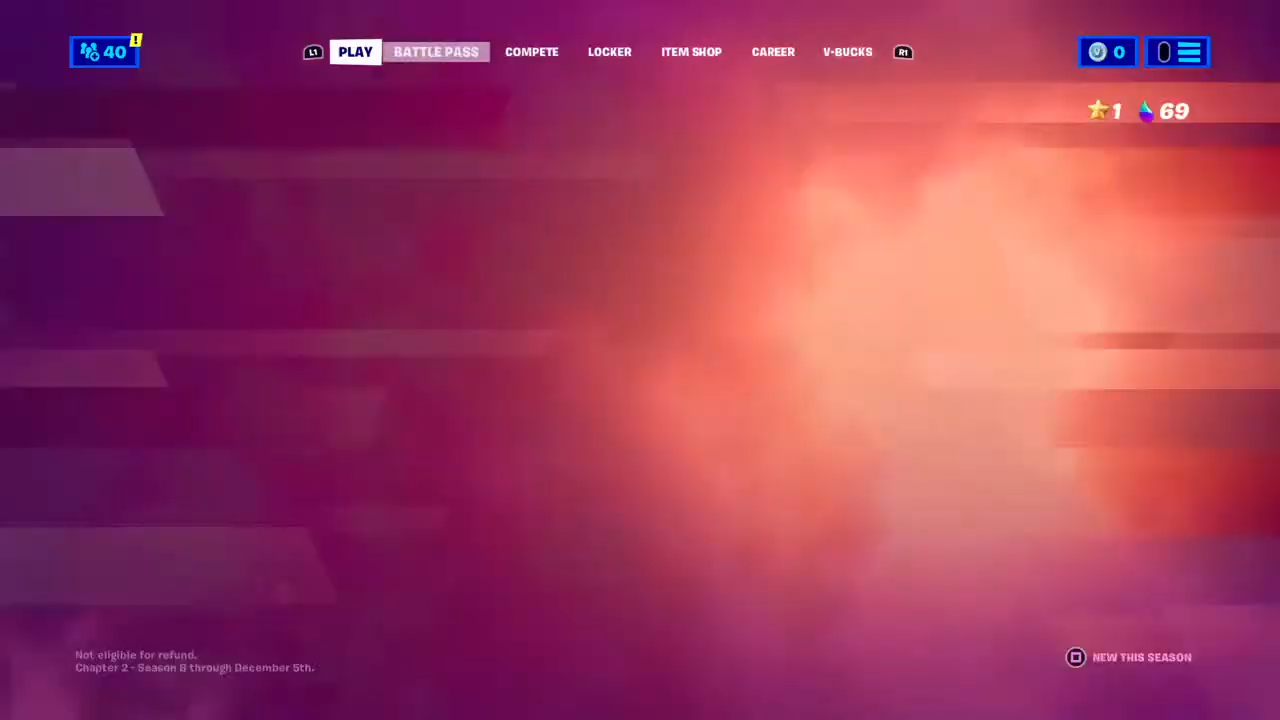 40 !
L1 PLAY BATTLE PASS COMPETE LOCKER ITEM SHOP CAREER V-BUCKS R1
0
1 69
Not eligible for refund.
Chapter 2 - Season 8 through December 5th.
NEW THIS SEASON